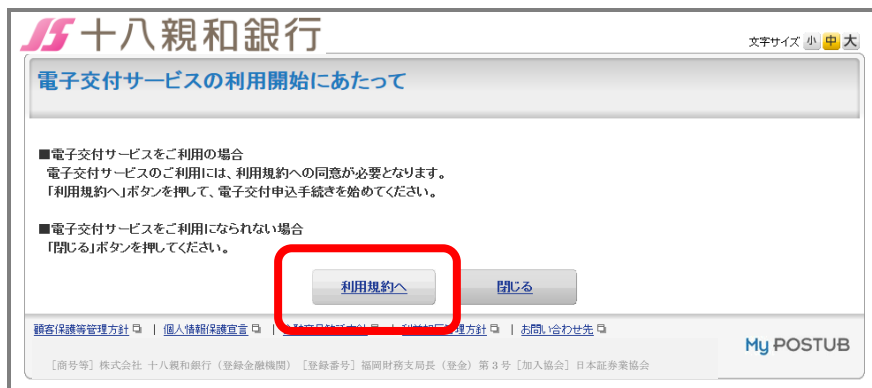 十八親和銀行
文字サイズ 小 中 大
電子交付サービスの利用開始にあたって
■電子交付サービスをご利用の場合
電子交付サービスのご利用には、利用規約への同意が必要となります。
「利用規約へ」ボタンを押して、電子交付申込手続きを始めてください。
■電子交付サービスをご利用になられない場合
「閉じる」ボタンを押してください。
利用規約へ 閉じる
顧客保護等管理方針 | 個人情報保護宣言 | | 管理方針 | お問い合わせ先
My POSTUB
[商号等] 株式会社 十八親和銀行 (登録金融機関) [登録番号] 福岡財務支局長 (登金) 第3号 [加入協会] 日本証券業協会